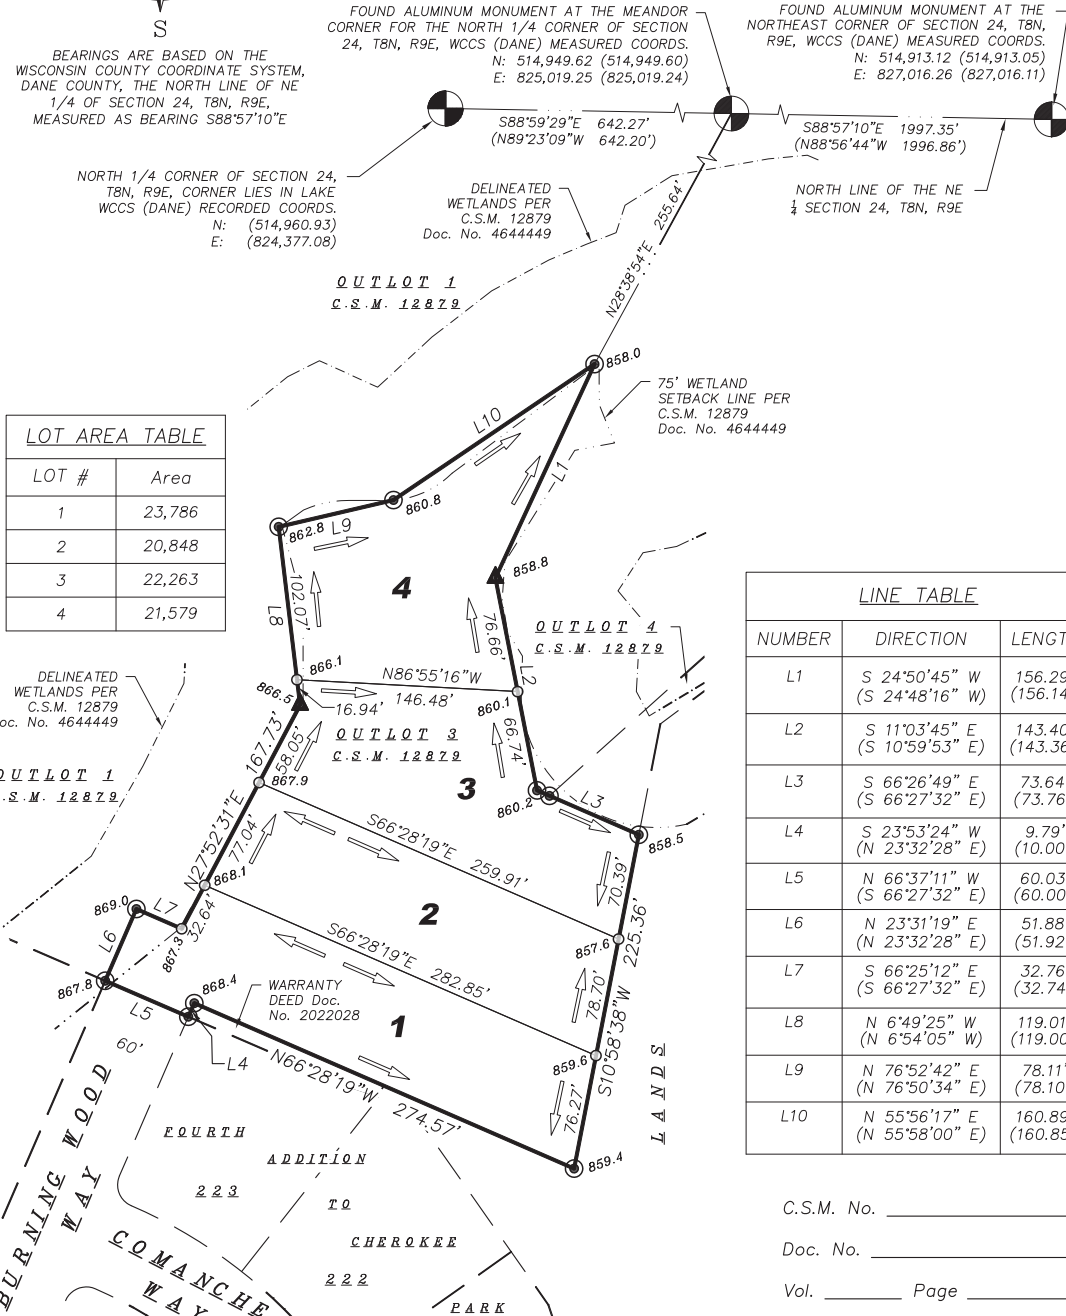 S
BEARINGS ARE BASED ON THE
WISCONSIN COUNTY COORDINATE SYSTEM,
DANE COUNTY, THE NORTH LINE OF NE
1/4 OF SECTION 24, T8N, R9E,
MEASURED AS BEARING S88°57'10"E
FOUND ALUMINUM MONUMENT AT THE MEANDOR
CORNER FOR THE NORTH 1/4 CORNER OF SECTION
24, T8N, R9E, WCCS (DANE) MEASURED COORDS.
N: 514,949.62 (514,949.60)
E: 825,019.25 (825,019.24)
FOUND ALUMINUM MONUMENT AT THE
NORTHEAST CORNER OF SECTION 24, T8N,
R9E, WCCS (DANE) MEASURED COORDS.
N: 514,913.12 (514,913.05)
E: 827,016.26 (827,016.11)
S88°59'29"E 642.27'
(N89°23'09"W 642.20')
S88°57'10"E 1997.35'
(N88°56'44"W 1996.86')
NORTH 1/4 CORNER OF SECTION 24,
T8N, R9E, CORNER LIES IN LAKE
WCCS (DANE) RECORDED COORDS.
N: (514,960.93)
E: (824,377.08)
DELINEATED
WETLANDS PER
C.S.M. 12879
Doc. No. 4644449
NORTH LINE OF THE NE
1/4 SECTION 24, T8N, R9E
N28°38'54"E 255.64'
OUTLOT 1
C.S.M. 12879
858.0
75' WETLAND
SETBACK LINE PER
C.S.M. 12879
Doc. No. 4644449
LOT AREA TABLE
LOT # Area
1 23,786
2 20,848
3 22,263
4 21,579
L10
L1
860.8
862.8
L9
858.8
4
102.07'
L8
76.66'
L2
OUTLOT 4
C.S.M. 12879
866.1
N86°55'16"W
146.48'
860.1
866.5
16.94'
OUTLOT 3
C.S.M. 12879
66.74'
167.73'
58.05'
867.9
3
860.2
L3
858.5
DELINEATED
WETLANDS PER
C.S.M. 12879
oc. No. 4644449
OUTLOT 1
.S.M. 12879
N27°52'31"E
77.04'
S66°28'19"E 259.91'
70.39'
868.1
869.0
L7
32.64'
867.3
L6
2
225.36'
857.6
S66°28'19"E 282.85'
78.70'
867.8
868.4
WARRANTY
DEED Doc.
No. 2022028
L5
L4
60'
1
859.6
S10°58'38"W
N66°28'19"W 274.57'
76.27'
859.4
LANDS
BURNING WOOD
WAY
FOURTH
ADDITION
223
TO
CHEROKEE
222
PARK
COMANCHE
WAY
LINE TABLE
NUMBER DIRECTION LENGT
L1 S 24°50'45" W 156.29
(S 24°48'16" W) (156.14
L2 S 11°03'45" E 143.40
(S 10°59'53" E) (143.36
L3 S 66°26'49" E 73.64
(S 66°27'32" E) (73.76
L4 S 23°53'24" W 9.79'
(N 23°32'28" E) (10.00
L5 N 66°37'11" W 60.03
(S 66°27'32" E) (60.00
L6 N 23°31'19" E 51.88
(N 23°32'28" E) (51.92
L7 S 66°25'12" E 32.76
(S 66°27'32" E) (32.74
L8 N 6°49'25" W 119.01
(N 6°54'05" W) (119.00
L9 N 76°52'42" E 78.11'
(N 76°50'34" E) (78.10
L10 N 55°56'17" E 160.89
(N 55°58'00" E) (160.85
C.S.M. No.
Doc. No.
Vol. Page